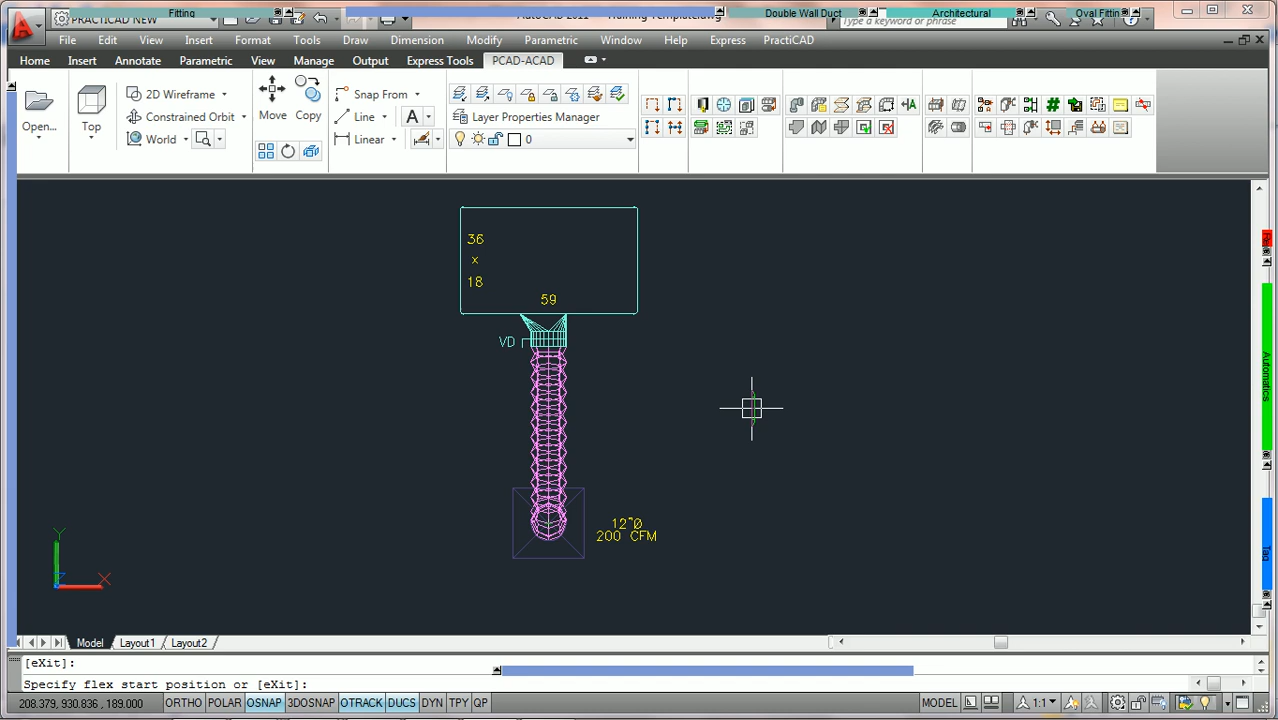 PRACTICAD NEW
Fitting
Double Wall Duct
Architectural
Type a keyword or phrase
File Edit View Insert Format Tools Draw Dimension Modify Parametric Window Help Express PractiCAD
Home Insert Annotate Parametric View Manage Output Express Tools PCAD-ACAD
Open...
Top
2D Wireframe
Constrained Orbit
World
Move
Copy
Snap From
Line
A
Linear
Layer Properties Manager
0
36
x
18
59
VD
12"Ø
200 CFM
Y
X
Z
Automatics
Model Layout1 Layout2
[eXit]:
Specify flex start position or [eXit]:
208.379, 930.836, 189.000 ORTHO POLAR OSNAP 3DOSNAP OTRACK DUCS DYN TPY QP MODEL 1:1